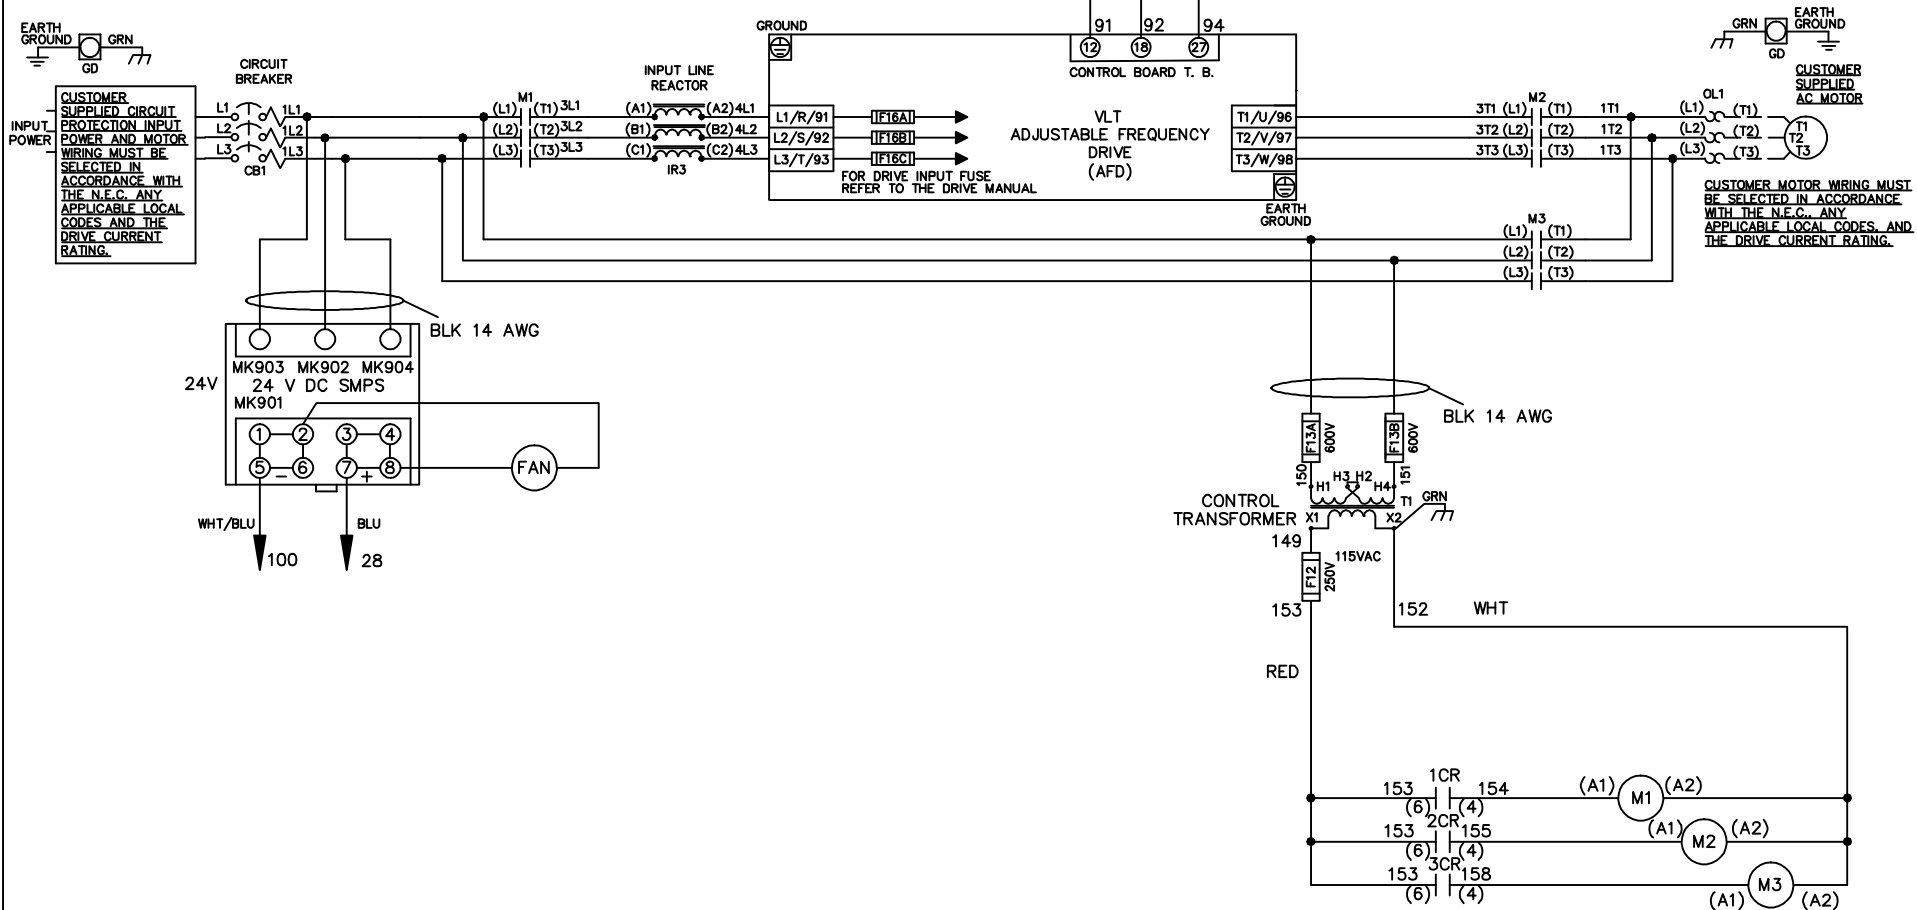 91
92
94
EARTH
GROUND
GRN
GD
GROUND
12
18
27
CONTROL BOARD T. B.
GRN
EARTH
GROUND
GD
CIRCUIT
BREAKER
INPUT LINE
REACTOR
CUSTOMER
SUPPLIED
AC MOTOR
INPUT
POWER
CUSTOMER
SUPPLIED CIRCUIT
PROTECTION INPUT
POWER AND MOTOR
WIRING MUST BE
SELECTED IN
ACCORDANCE WITH
THE N.E.C. ANY
APPLICABLE LOCAL
CODES AND THE
DRIVE CURRENT
RATING.
L1
L2
L3
1L1
1L2
1L3
CB1
M1
(L1) (T1) 3L1
(L2) (T2) 3L2
(L3) (T3) 3L3
(A1) (A2) 4L1
(B1) (B2) 4L2
(C1) (C2) 4L3
IR3
L1/R/91
L2/S/92
L3/T/93
F16A
F16B
F16C
FOR DRIVE INPUT FUSE
REFER TO THE DRIVE MANUAL
VLT
ADJUSTABLE FREQUENCY
DRIVE
(AFD)
T1/U/96
T2/V/97
T3/W/98
EARTH
GROUND
M2
3T1 (L1) (T1) 1T1
3T2 (L2) (T2) 1T2
3T3 (L3) (T3) 1T3
OL1
(L1) (T1)
(L2) (T2)
(L3) (T3)
T1
T2
T3
CUSTOMER MOTOR WIRING MUST
BE SELECTED IN ACCORDANCE
WITH THE N.E.C., ANY
APPLICABLE LOCAL CODES, AND
THE DRIVE CURRENT RATING.
M3
(L1) (T1)
(L2) (T2)
(L3) (T3)
BLK 14 AWG
MK903 MK902 MK904
24V
24 V DC SMPS
MK901
1
2
3
4
5
6
7
8
−
+
FAN
WHT/BLU
BLU
100
28
BLK 14 AWG
F13A
600V
F13B
600V
150
151
H1
H3
H2
H4
T1
GRN
CONTROL
TRANSFORMER
X1
X2
149
115VAC
F12
250V
153
152
WHT
RED
1CR
153 154
(6) (4)
(A1) M1 (A2)
2CR
153 155
(6) (4)
(A1) M2 (A2)
3CR
153 158
(6) (4)
(A1) M3 (A2)